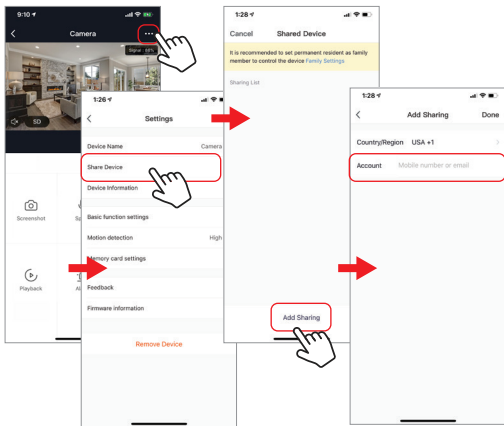 9:10
Camera
Signal : 68%
SD
Screenshot
Playback
1:26
Settings
Device Name
Camera
Share Device
Device Information
Basic function settings
Motion detection
High
Memory card settings
Feedback
Firmware information
Remove Device
1:28
Cancel
Shared Device
It is recommended to set permanent resident as family
member to control the device Family Settings
Sharing List
Add Sharing
1:28
Add Sharing
Done
Country/Region
USA +1
Account
Mobile number or email